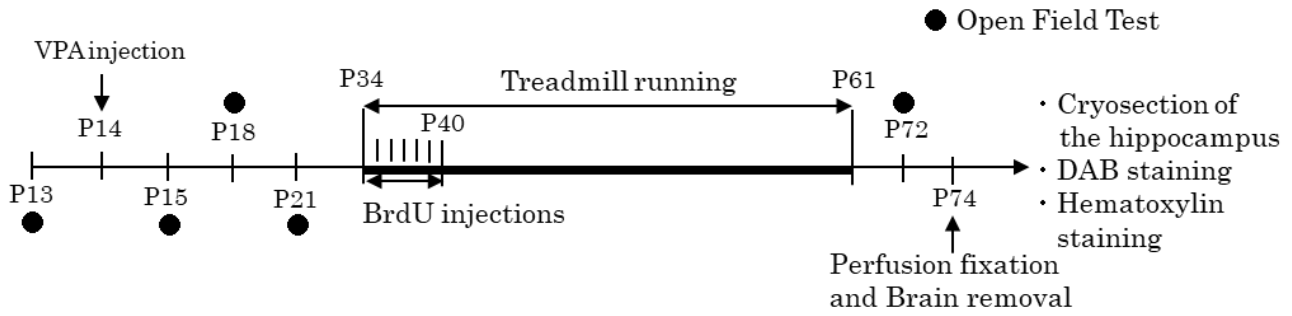 Open Field Test
VPA injection
P34
Treadmill running
P61
P14
P18
P40
P72
・Cryosection of
the hippocampus
・DAB staining
・Hematoxylin
staining
P13
P15
P21
BrdU injections
P74
Perfusion fixation
and Brain removal